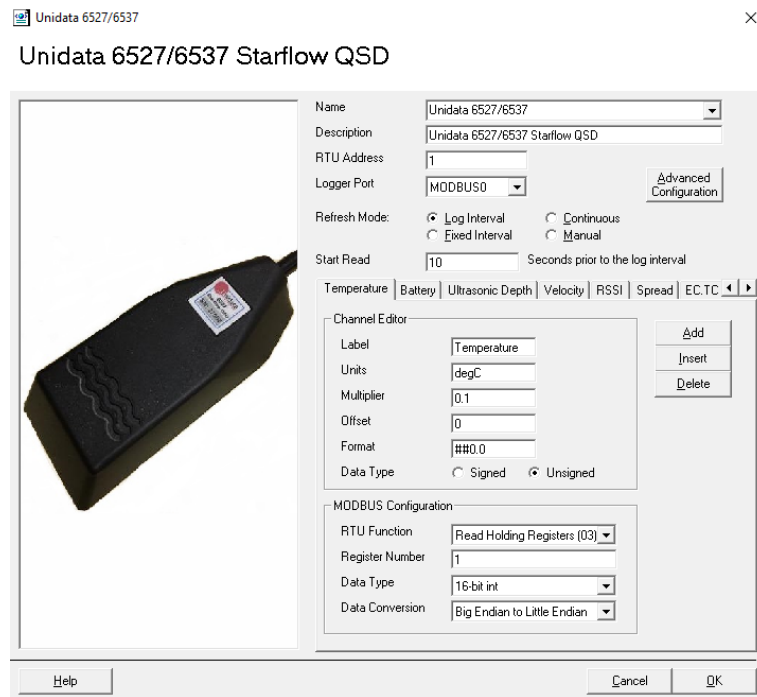 Unidata 6527/6537
Unidata 6527/6537 Starflow QSD
Name Unidata 6527/6537
Description Unidata 6527/6537 Starflow QSD
RTU Address 1
Logger Port MODBUS0
Advanced
Configuration
Refresh Mode: Log Interval Continuous
Fixed Interval Manual
Start Read 10 Seconds prior to the log interval
Temperature Battery Ultrasonic Depth Velocity RSSI Spread EC.TC
Channel Editor
Label Temperature
Units degC
Multiplier 0.1
Offset 0
Format ##0.0
Data Type Signed Unsigned
Add
Insert
Delete
MODBUS Configuration
RTU Function Read Holding Registers (03)
Register Number 1
Data Type 16-bit int
Data Conversion Big Endian to Little Endian
Help Cancel OK